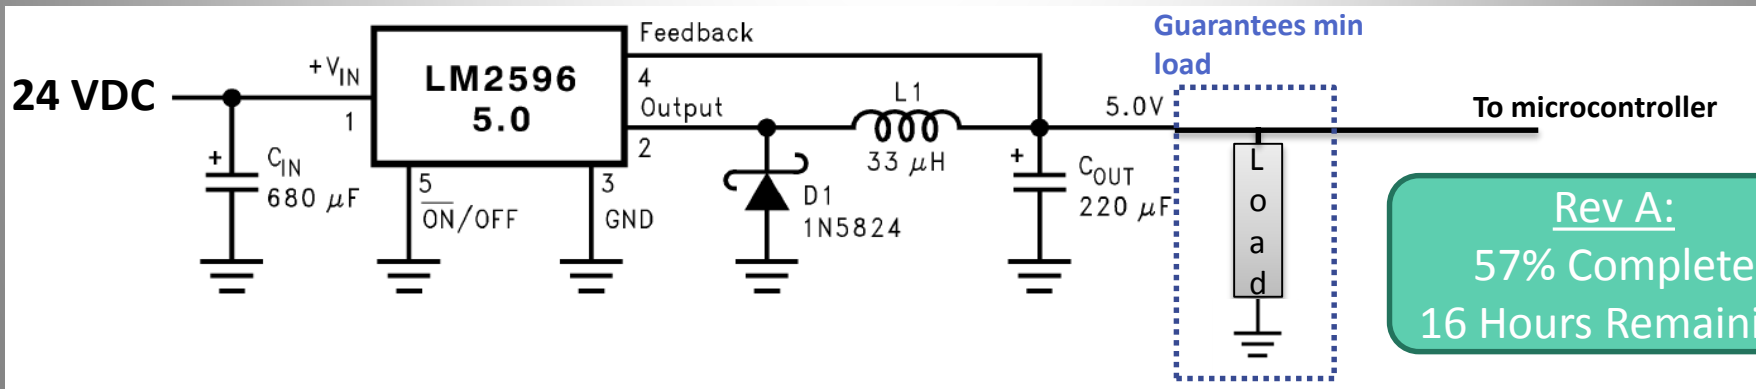 Guarantees min
load
24 VDC
+VIN
1
LM2596
5.0
Feedback
4
Output
2
L1
33 μH
5.0V
To microcontroller
+
CIN
680 μF
5
ON/OFF
3
GND
D1
1N5824
+
COUT
220 μF
L
o
a
d
Rev A:
57% Complete
16 Hours Remaini